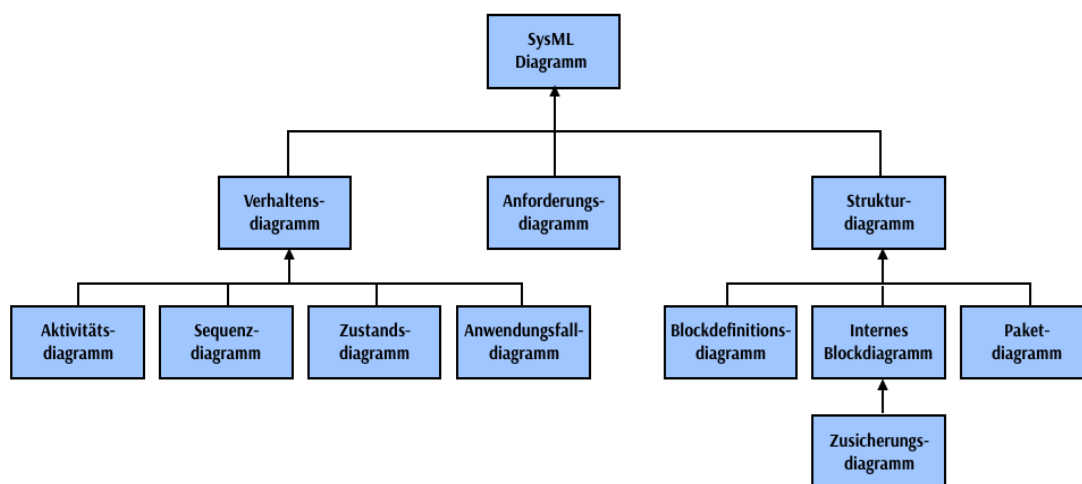 SysML
Diagramm
Verhaltens-
diagramm
Anforderungs-
diagramm
Struktur-
diagramm
Aktivitäts-
diagramm
Sequenz-
diagramm
Zustands-
diagramm
Anwendungsfall-
diagramm
Blockdefinitions-
diagramm
Internes
Blockdiagramm
Paket-
diagramm
Zusicherungs-
diagramm